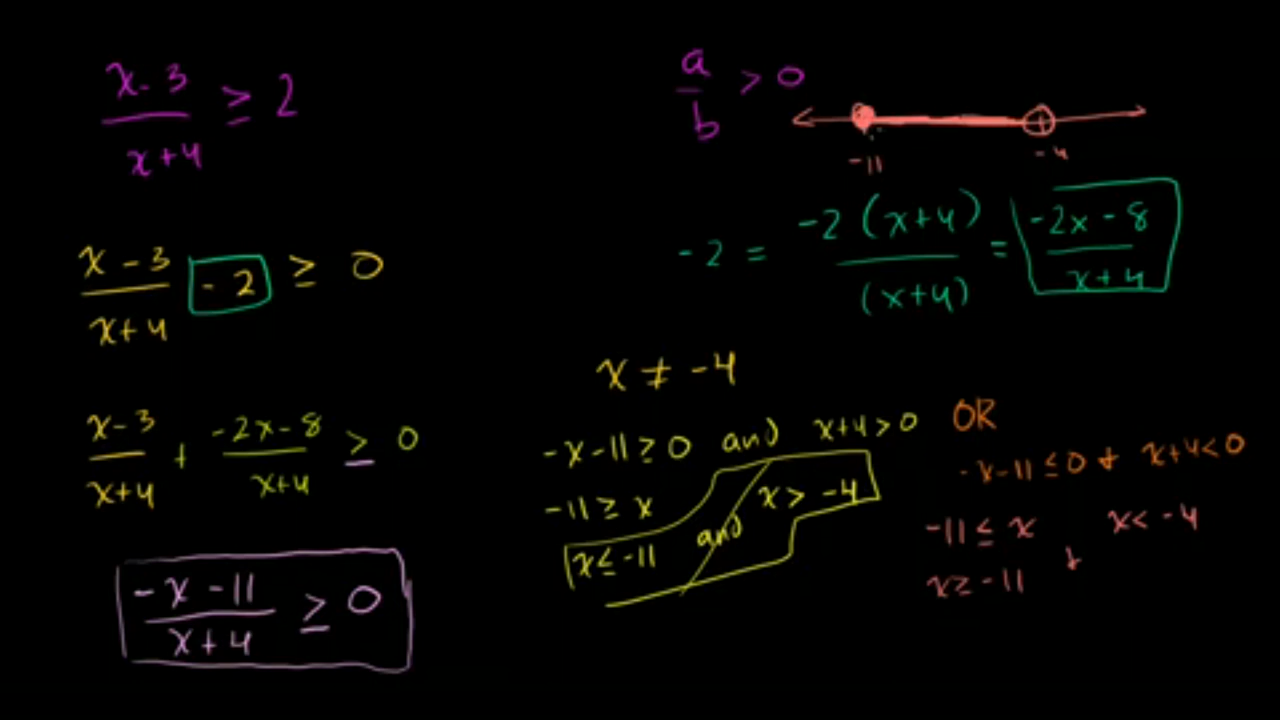 (x - 3)/(x + 4) ≥ 2
(x - 3)/(x + 4) - 2 ≥ 0
(x - 3)/(x + 4) + (-2x - 8)/(x + 4) ≥ 0
(-x - 11)/(x + 4) ≥ 0
a/b > 0
-11 -4
-2 = -2(x+4)/(x+4) = (-2x - 8)/(x + 4)
x ≠ -4
-x - 11 ≥ 0 and x+4 > 0
-11 ≥ x
x > -4
x ≤ -11 and
OR
-x - 11 ≤ 0 + x+4 < 0
-11 ≤ x x < -4
x ≥ -11 +